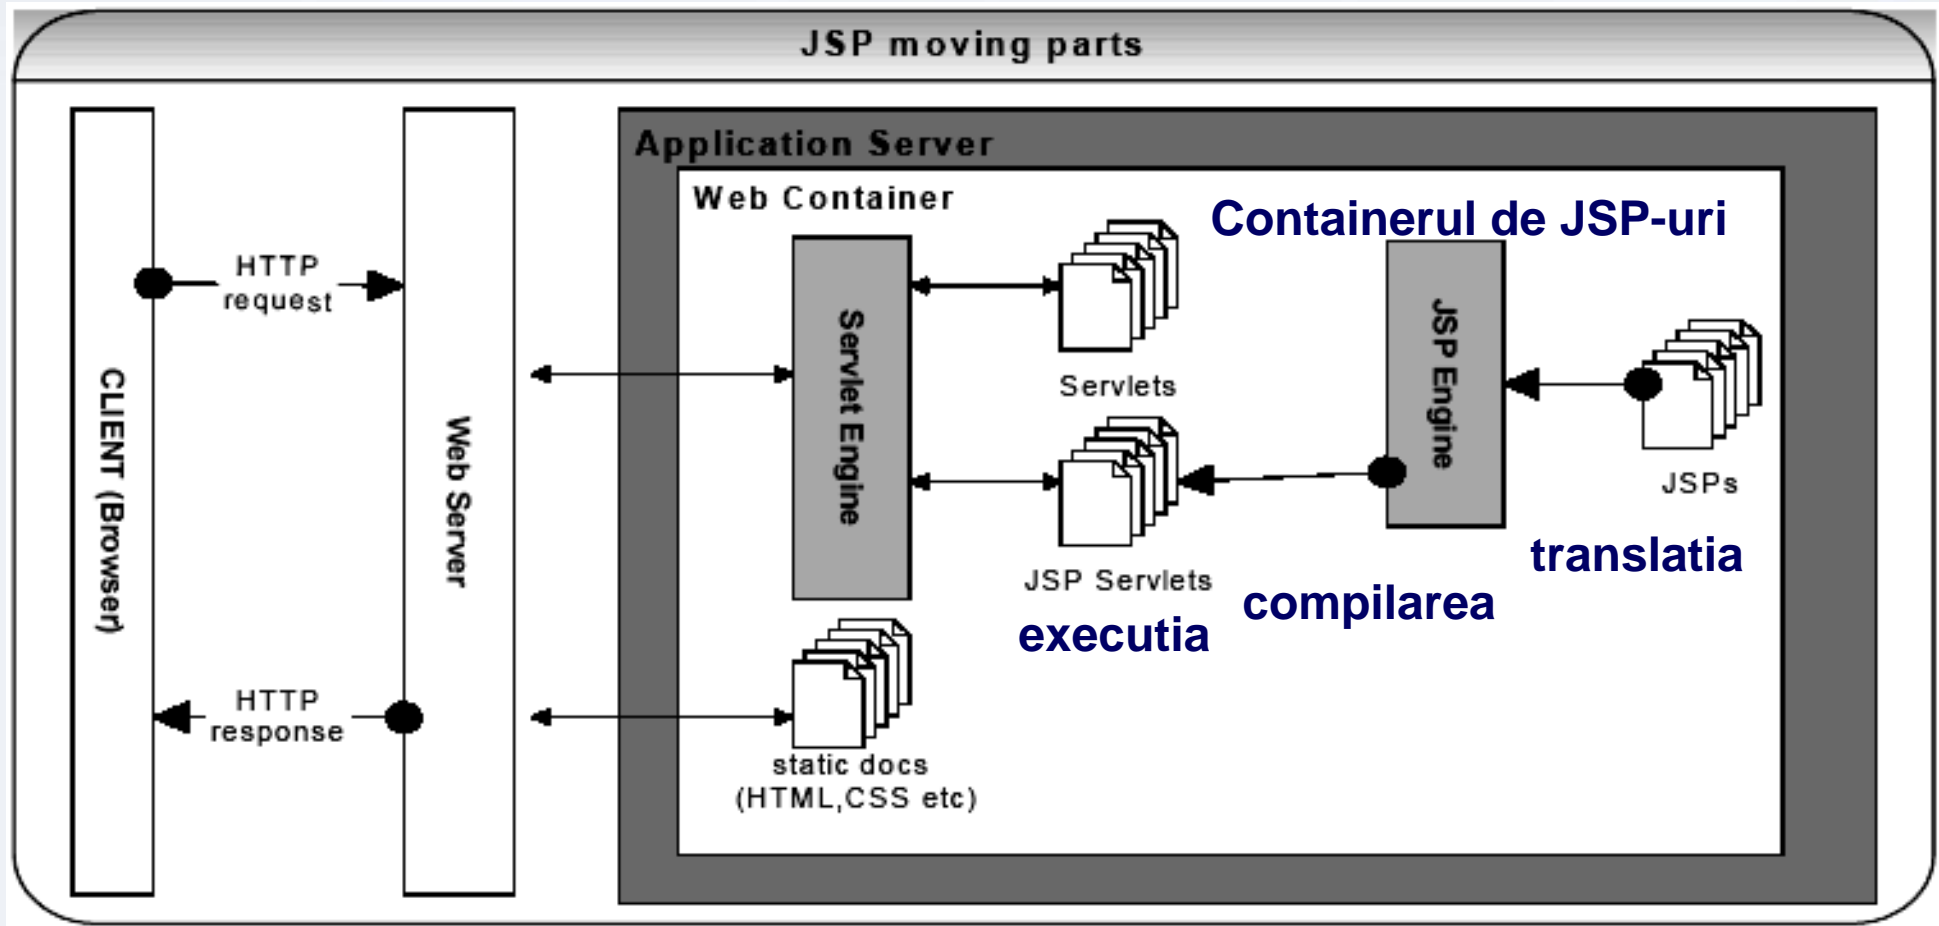 JSP moving parts
Application Server
Web Container
Containerul de JSP-uri
HTTP
request
CLIENT (Browser)
Web Server
Servlet Engine
Servlets
JSP Engine
JSPs
JSP Servlets
translatia
compilarea
executia
HTTP
response
static docs
(HTML,CSS etc)